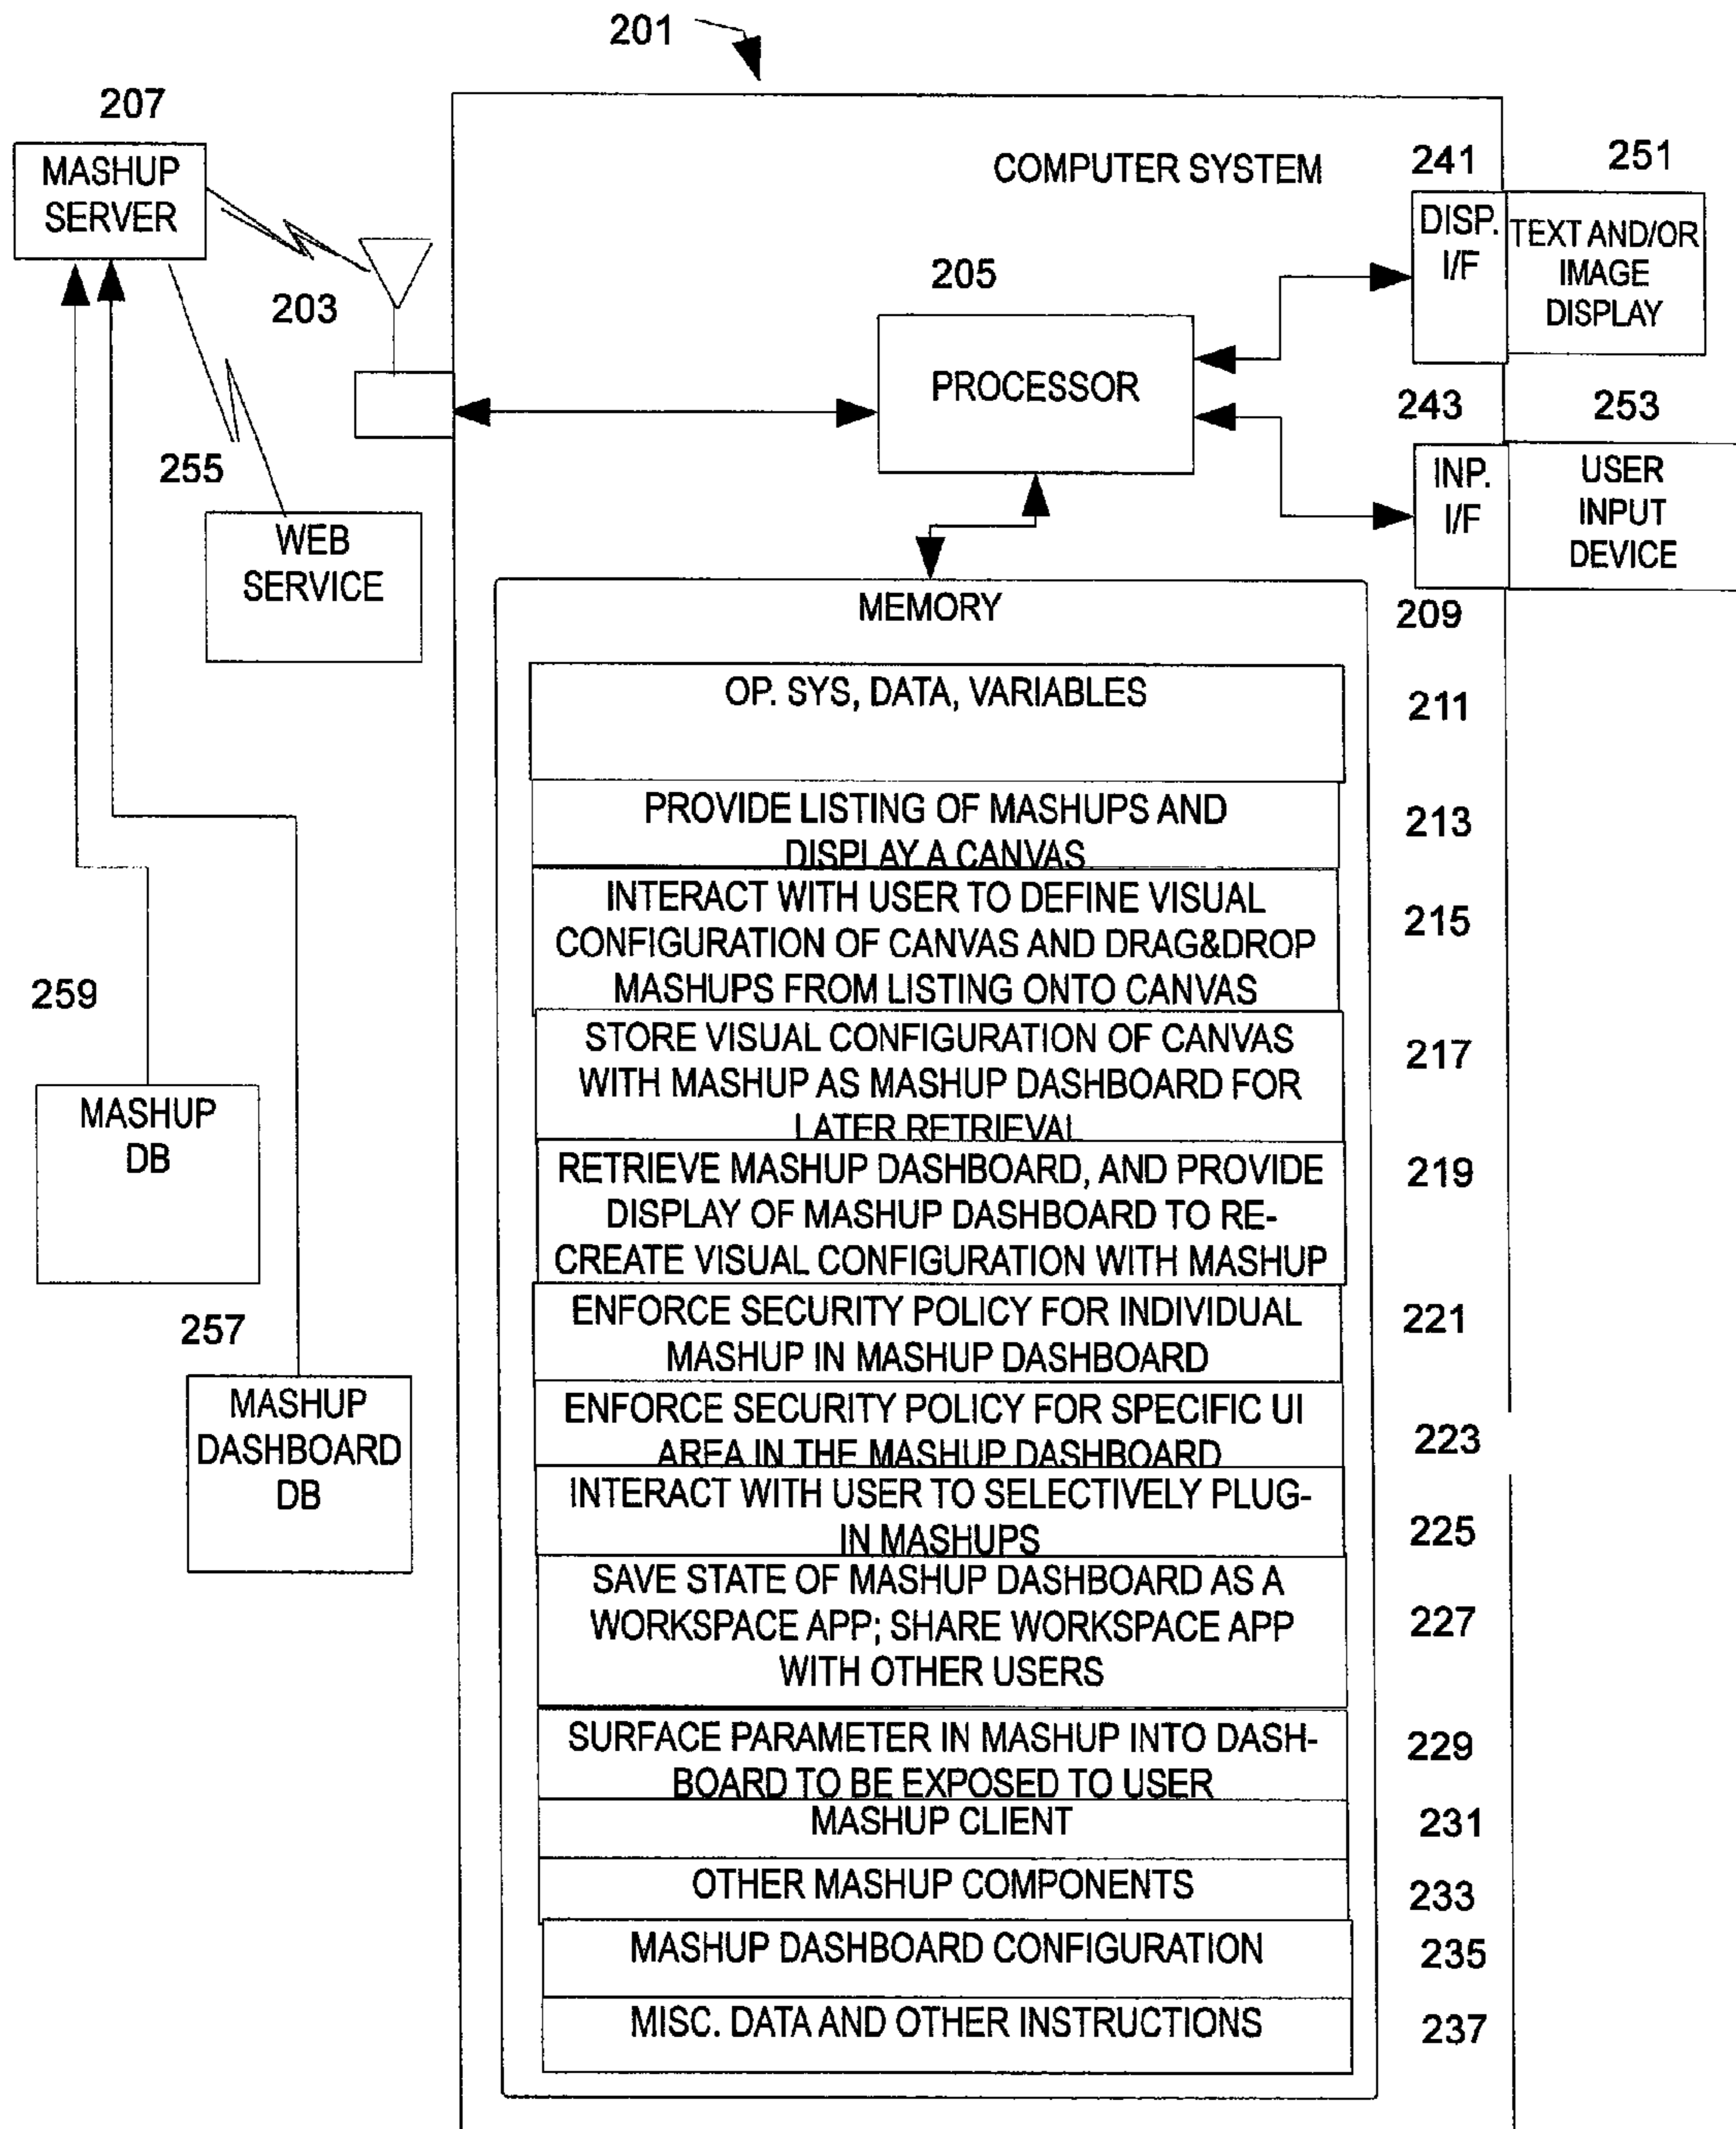 201
207
MASHUP
SERVER
COMPUTER SYSTEM
241
251
DISP.
I/F
TEXT AND/OR
IMAGE
DISPLAY
203
205
PROCESSOR
243
253
INP.
I/F
USER
INPUT
DEVICE
255
WEB
SERVICE
MEMORY
209
OP. SYS, DATA, VARIABLES
211
PROVIDE LISTING OF MASHUPS AND
DISPLAY A CANVAS
213
INTERACT WITH USER TO DEFINE VISUAL
CONFIGURATION OF CANVAS AND DRAG&DROP
MASHUPS FROM LISTING ONTO CANVAS
215
STORE VISUAL CONFIGURATION OF CANVAS
WITH MASHUP AS MASHUP DASHBOARD FOR
LATER RETRIEVAL
217
259
MASHUP
DB
RETRIEVE MASHUP DASHBOARD, AND PROVIDE
DISPLAY OF MASHUP DASHBOARD TO RE-
CREATE VISUAL CONFIGURATION WITH MASHUP
219
ENFORCE SECURITY POLICY FOR INDIVIDUAL
MASHUP IN MASHUP DASHBOARD
221
257
MASHUP
DASHBOARD
DB
ENFORCE SECURITY POLICY FOR SPECIFIC UI
AREA IN THE MASHUP DASHBOARD
223
INTERACT WITH USER TO SELECTIVELY PLUG-
IN MASHUPS
225
SAVE STATE OF MASHUP DASHBOARD AS A
WORKSPACE APP; SHARE WORKSPACE APP
WITH OTHER USERS
227
SURFACE PARAMETER IN MASHUP INTO DASH-
BOARD TO BE EXPOSED TO USER
229
MASHUP CLIENT
231
OTHER MASHUP COMPONENTS
233
MASHUP DASHBOARD CONFIGURATION
235
MISC. DATA AND OTHER INSTRUCTIONS
237